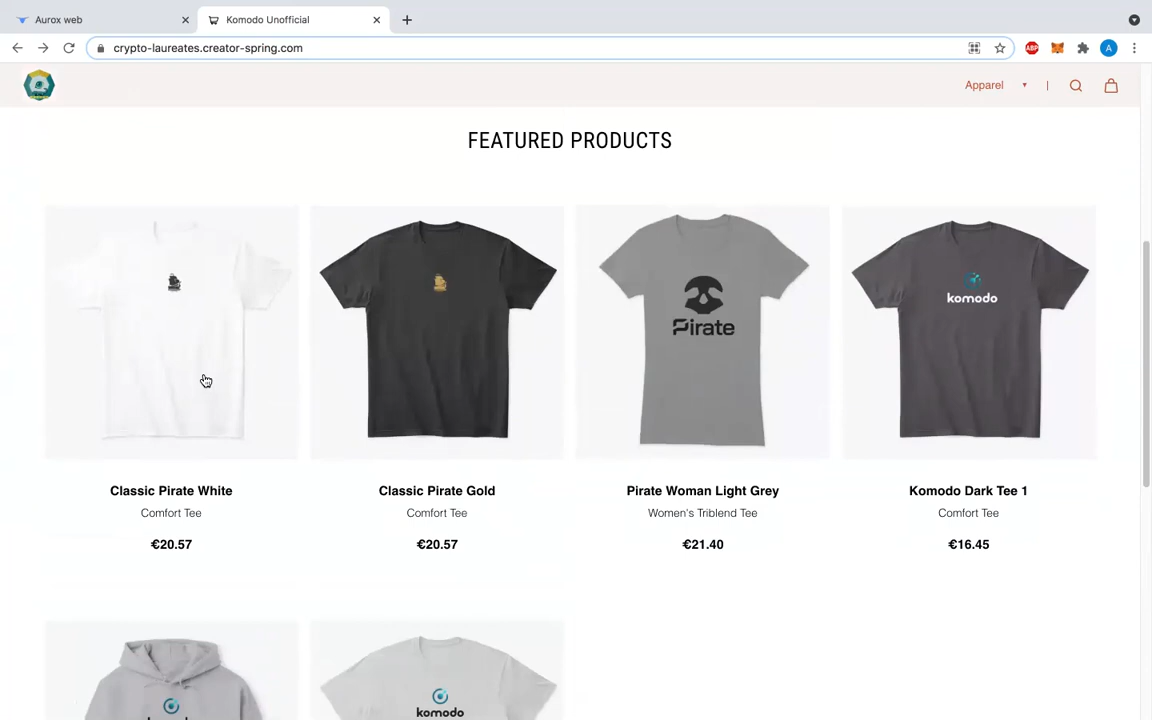 Aurox web
Komodo Unofficial
crypto-laureates.creator-spring.com
ABP
A
Apparel
FEATURED PRODUCTS
Pirate
komodo
Classic Pirate White
Classic Pirate Gold
Pirate Woman Light Grey
Komodo Dark Tee 1
Comfort Tee
Comfort Tee
Women's Triblend Tee
Comfort Tee
€20.57
€20.57
€21.40
€16.45
komodo